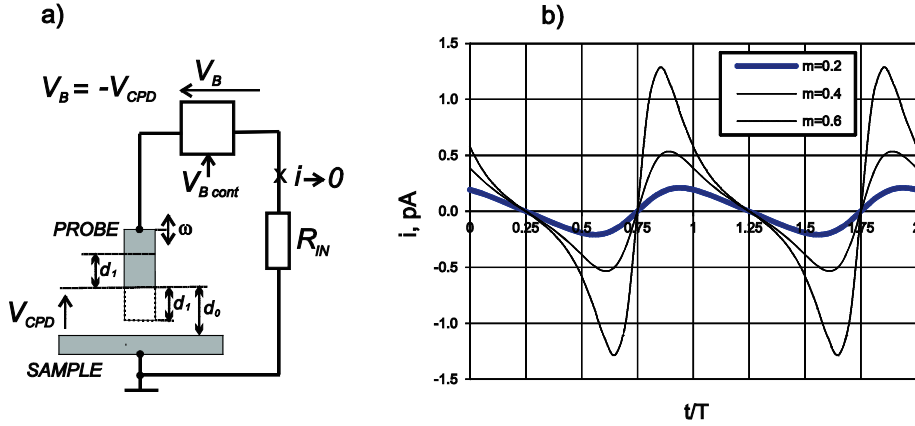 a)
V_B
V_B = -V_CPD
V_B cont
i→0
PROBE
ω
R_IN
d_1
d_1
d_0
V_CPD
SAMPLE
b)
1.5
1.0
0.5
0.0
-0.5
-1.0
-1.5
i, pA
m=0.2
m=0.4
m=0.6
0 0.25 0.5 0.75 1 1.25 1.5 1.75 2
t/T